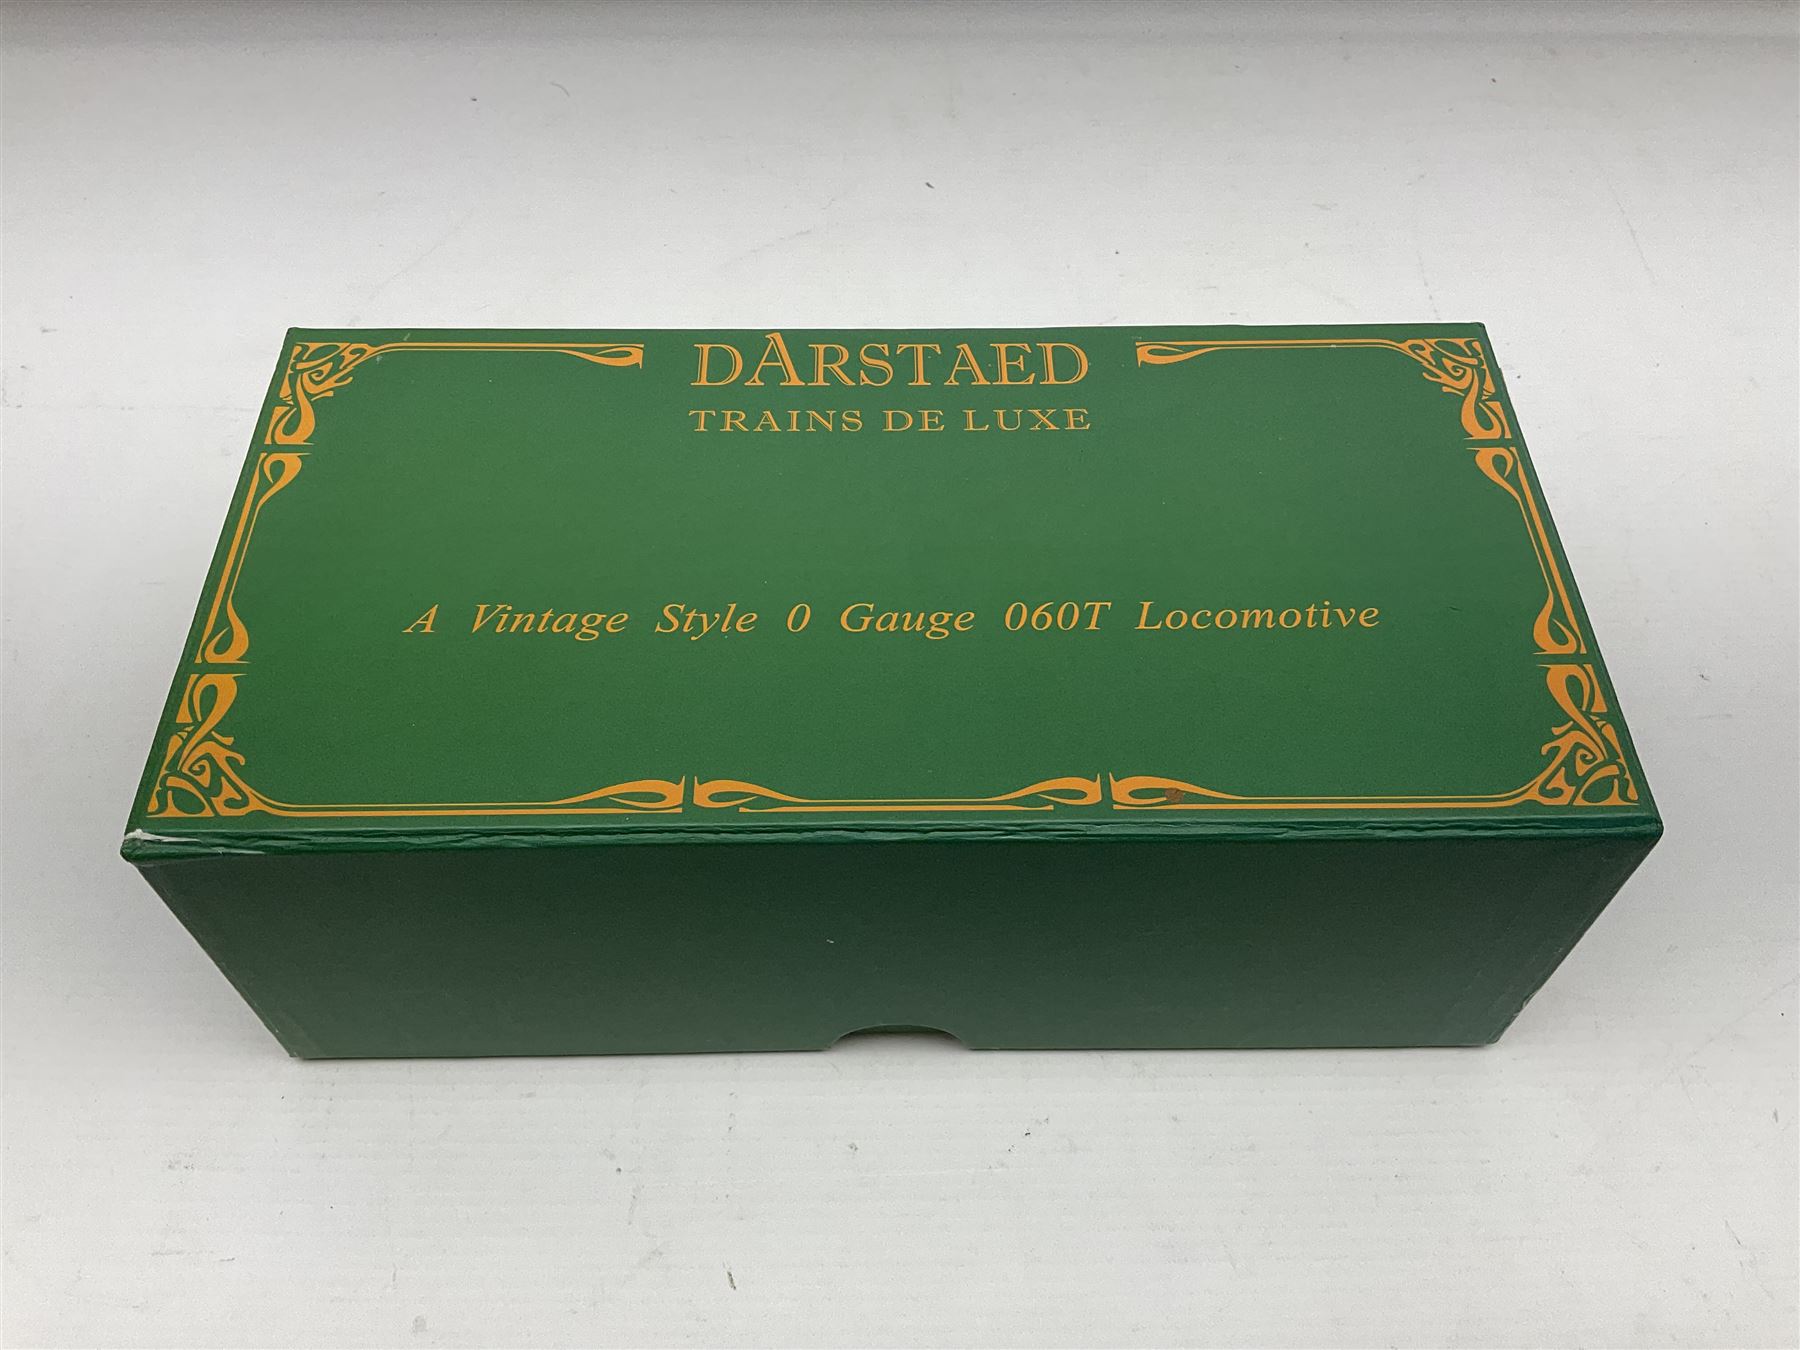 DARSTAED
TRAINS DE LUXE
A Vintage Style 0 Gauge 060T Locomotive